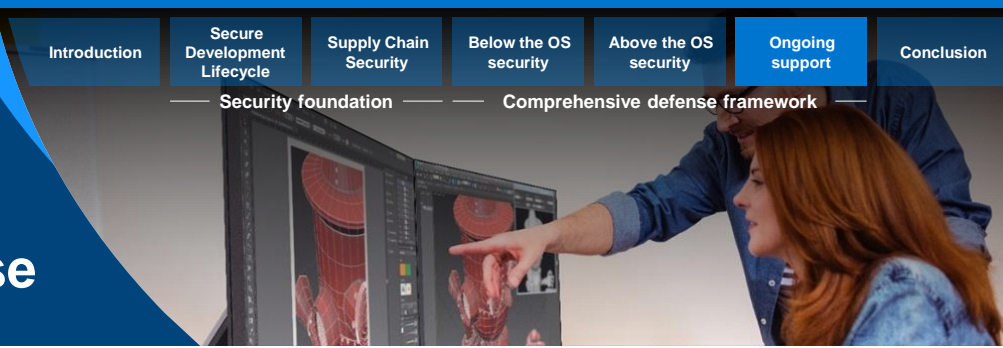 Introduction
Secure
Development
Lifecycle
Supply Chain
Security
Below the OS
security
Above the OS
security
Ongoing
support
Conclusion
Security foundation
Comprehensive defense framework